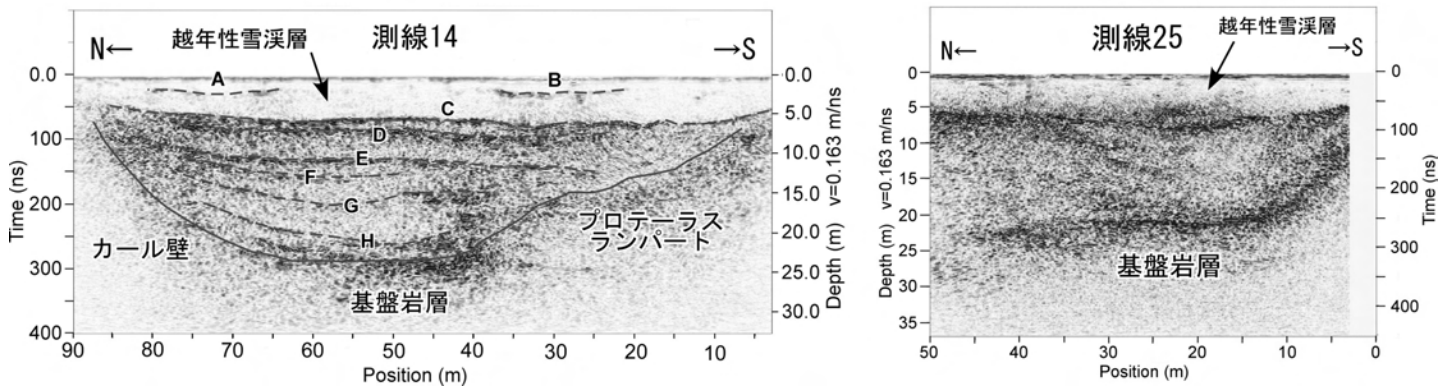 越年性雪渓層
測線14
N←
→S
A
B
C
D
E
F
G
H
カール壁
プロテーラス
ランパート
基盤岩層
0.0
100
200
300
400
Time (ns)
0.0
5.0
10.0
15.0
20.0
25.0
30.0
Depth (m) v=0.163 m/ns
90
80
70
60
50
40
30
20
10
Position (m)
越年性雪渓層
測線25
N←
→S
基盤岩層
0
5
10
15
20
25
30
35
Depth (m) v=0.163 m/ns
0
100
200
300
400
Time (ns)
50
40
30
20
10
0
Position (m)